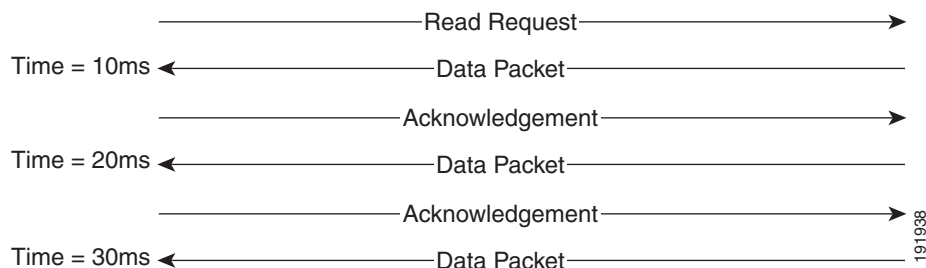 Read Request
Time = 10ms Data Packet
Acknowledgement
Time = 20ms Data Packet
Acknowledgement
Time = 30ms Data Packet
191938